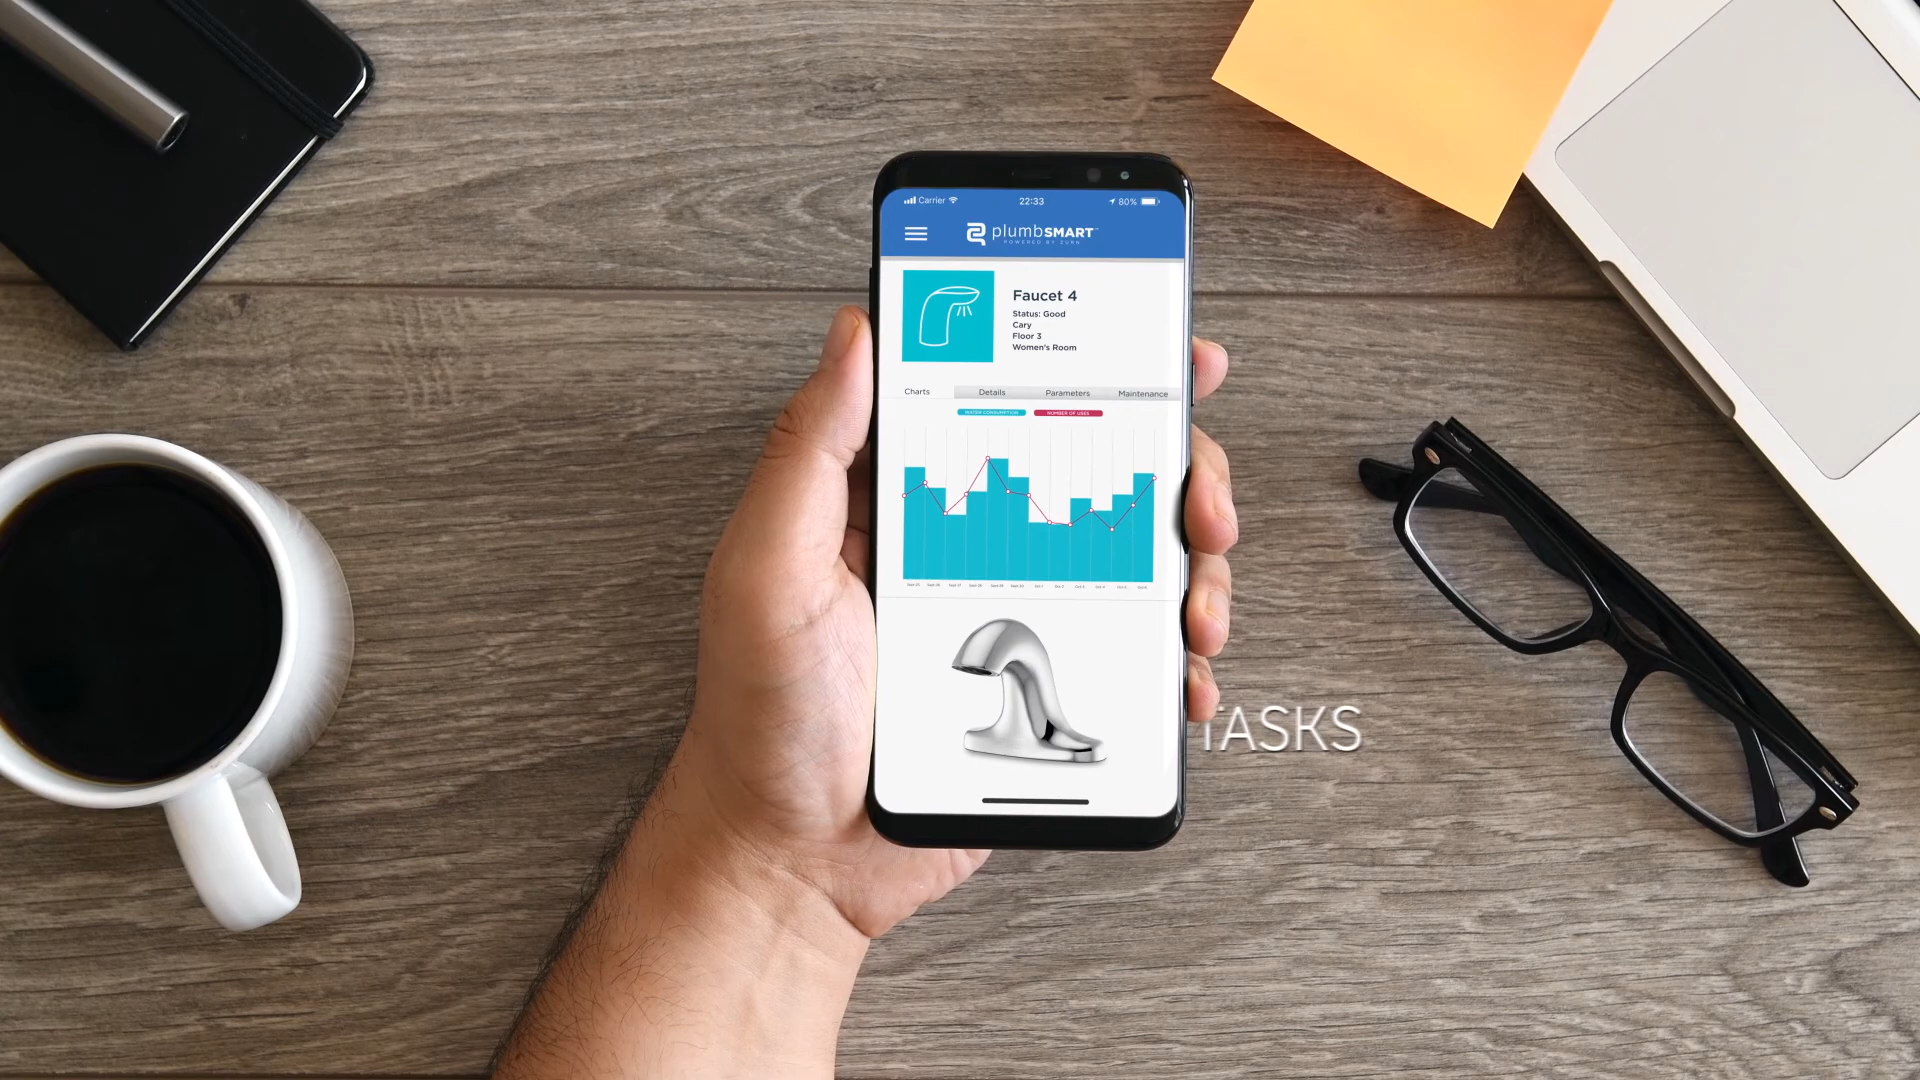 Carrier 22:33 80%
plumbSMART™
POWERED BY ZURN
Faucet 4
Status: Good
Cary
Floor 3
Women's Room
Charts Details Parameters Maintenance
WATER CONSUMPTION NUMBER OF USES
TASKS